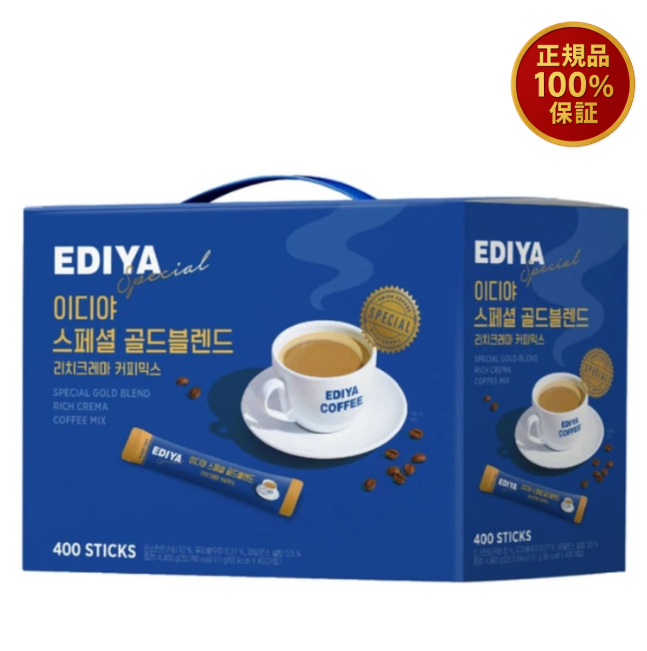 正規品
100%
保証
EDIYA
Special
이디야
스페셜 골드블렌드
리치크레마 커피믹스
SPECIAL GOLD BLEND
RICH CREMA
COFFEE MIX
SPECIAL
EDIYA
COFFEE
EDIYA 이디야 스페셜 골드블렌드
400 STICKS
EDIYA
Special
이디야
스페셜 골드블렌드
리치크레마 커피믹스
SPECIAL GOLD BLEND
RICH CREMA
COFFEE MIX
EDIYA
COFFEE
EDIYA
400 STICKS